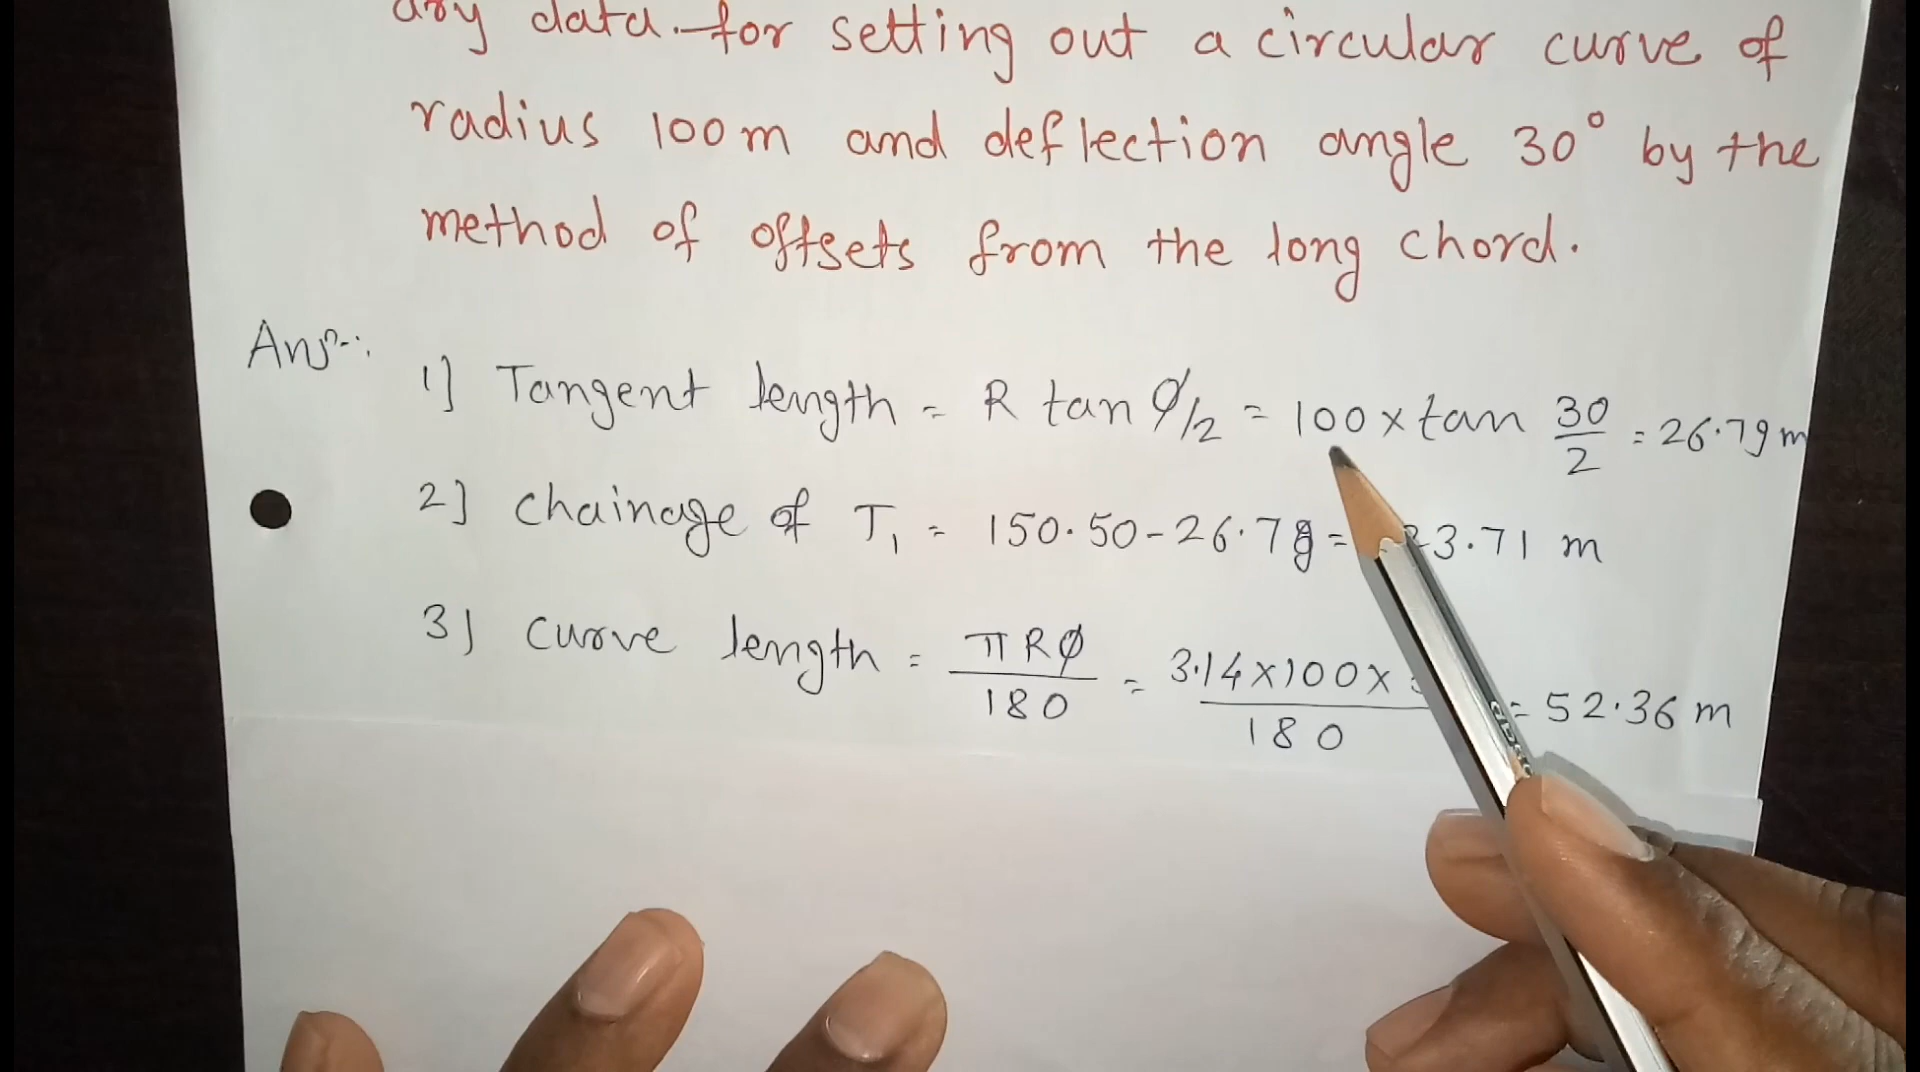 data for setting out a circular curve of
radius 100 m and deflection angle 30° by the
method of offsets from the long chord.
Ans:
1] Tangent length = R tan Ø/2 = 100 x tan 30/2 = 26.79 m
2] chainage of T1 = 150.50 - 26.79 = 23.71 m
3] curve length = πRØ/180 = 3.14x100x /180 = 52.36 m